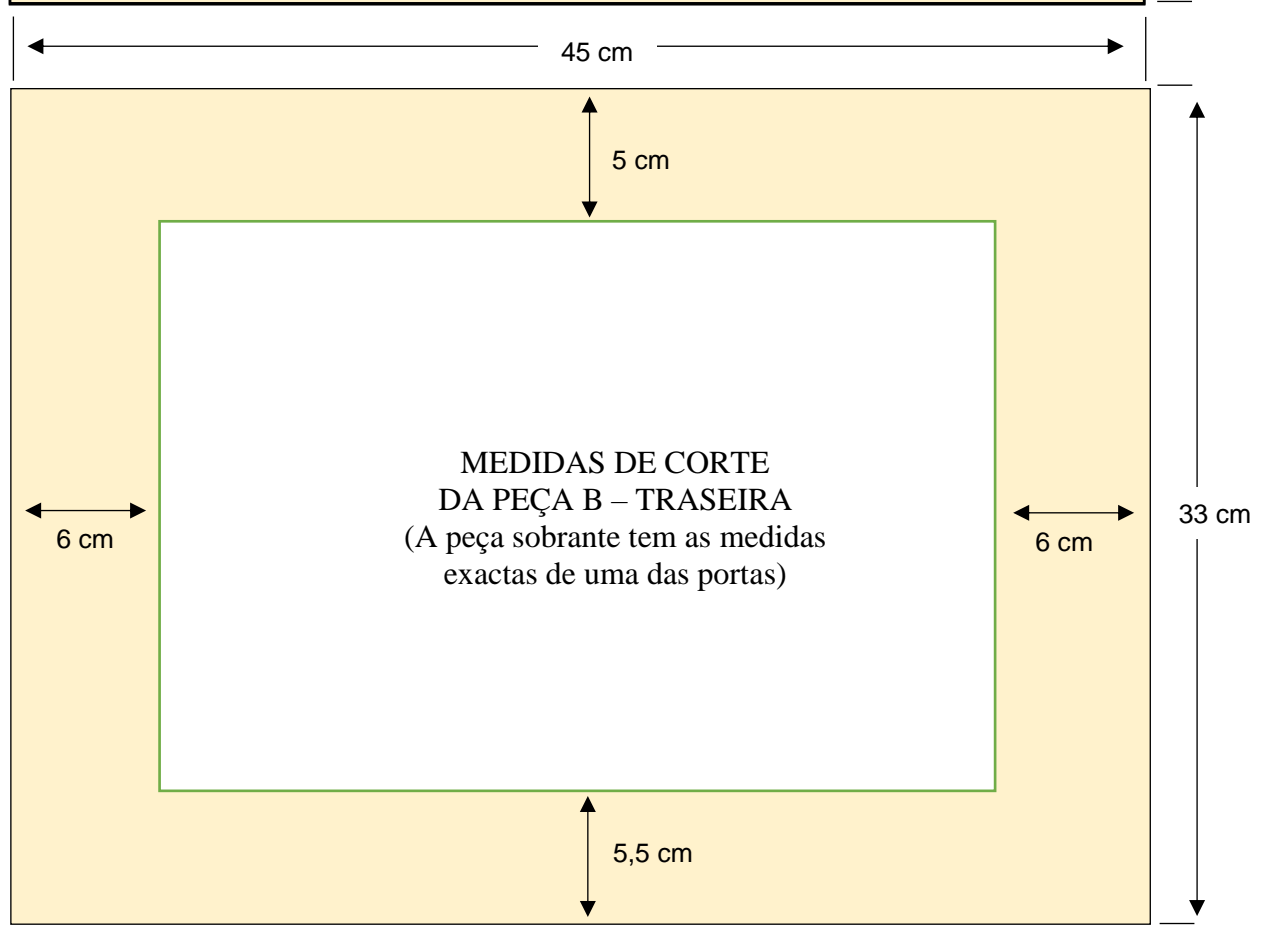 45 cm
5 cm
MEDIDAS DE CORTE
DA PEÇA B – TRASEIRA
(A peça sobrante tem as medidas
exactas de uma das portas)
6 cm
6 cm
33 cm
5,5 cm